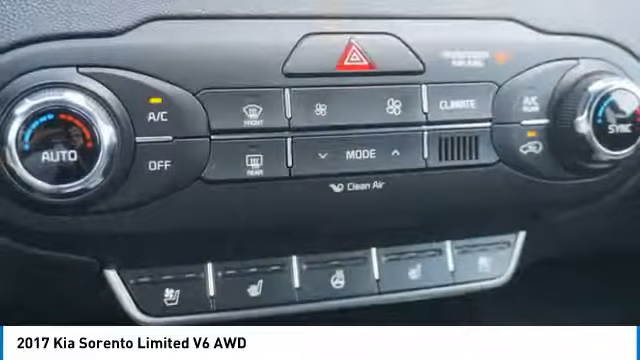 A/C
FRONT
CLIMATE
AUTO
OFF
REAR
MODE
SYNC
Clean Air
2017 Kia Sorento Limited V6 AWD